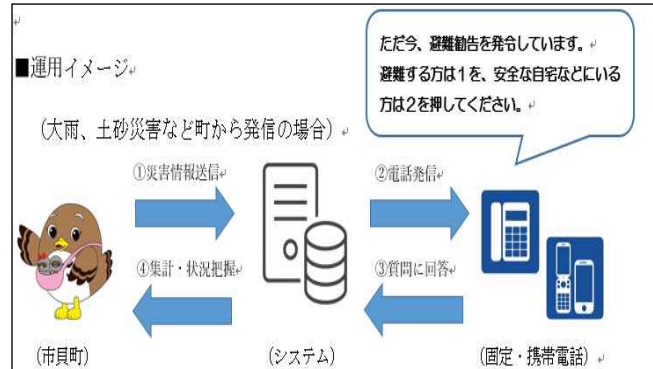 ただ今、避難勧告を発令しています。
避難する方は1を、安全な自宅などにいる
方は2を押してください。
■運用イメージ
（大雨、土砂災害など町から発信の場合）
①災害情報送信
②電話発信
④集計・状況把握
③質問に回答
（市貝町）
（システム）
（固定・携帯電話）